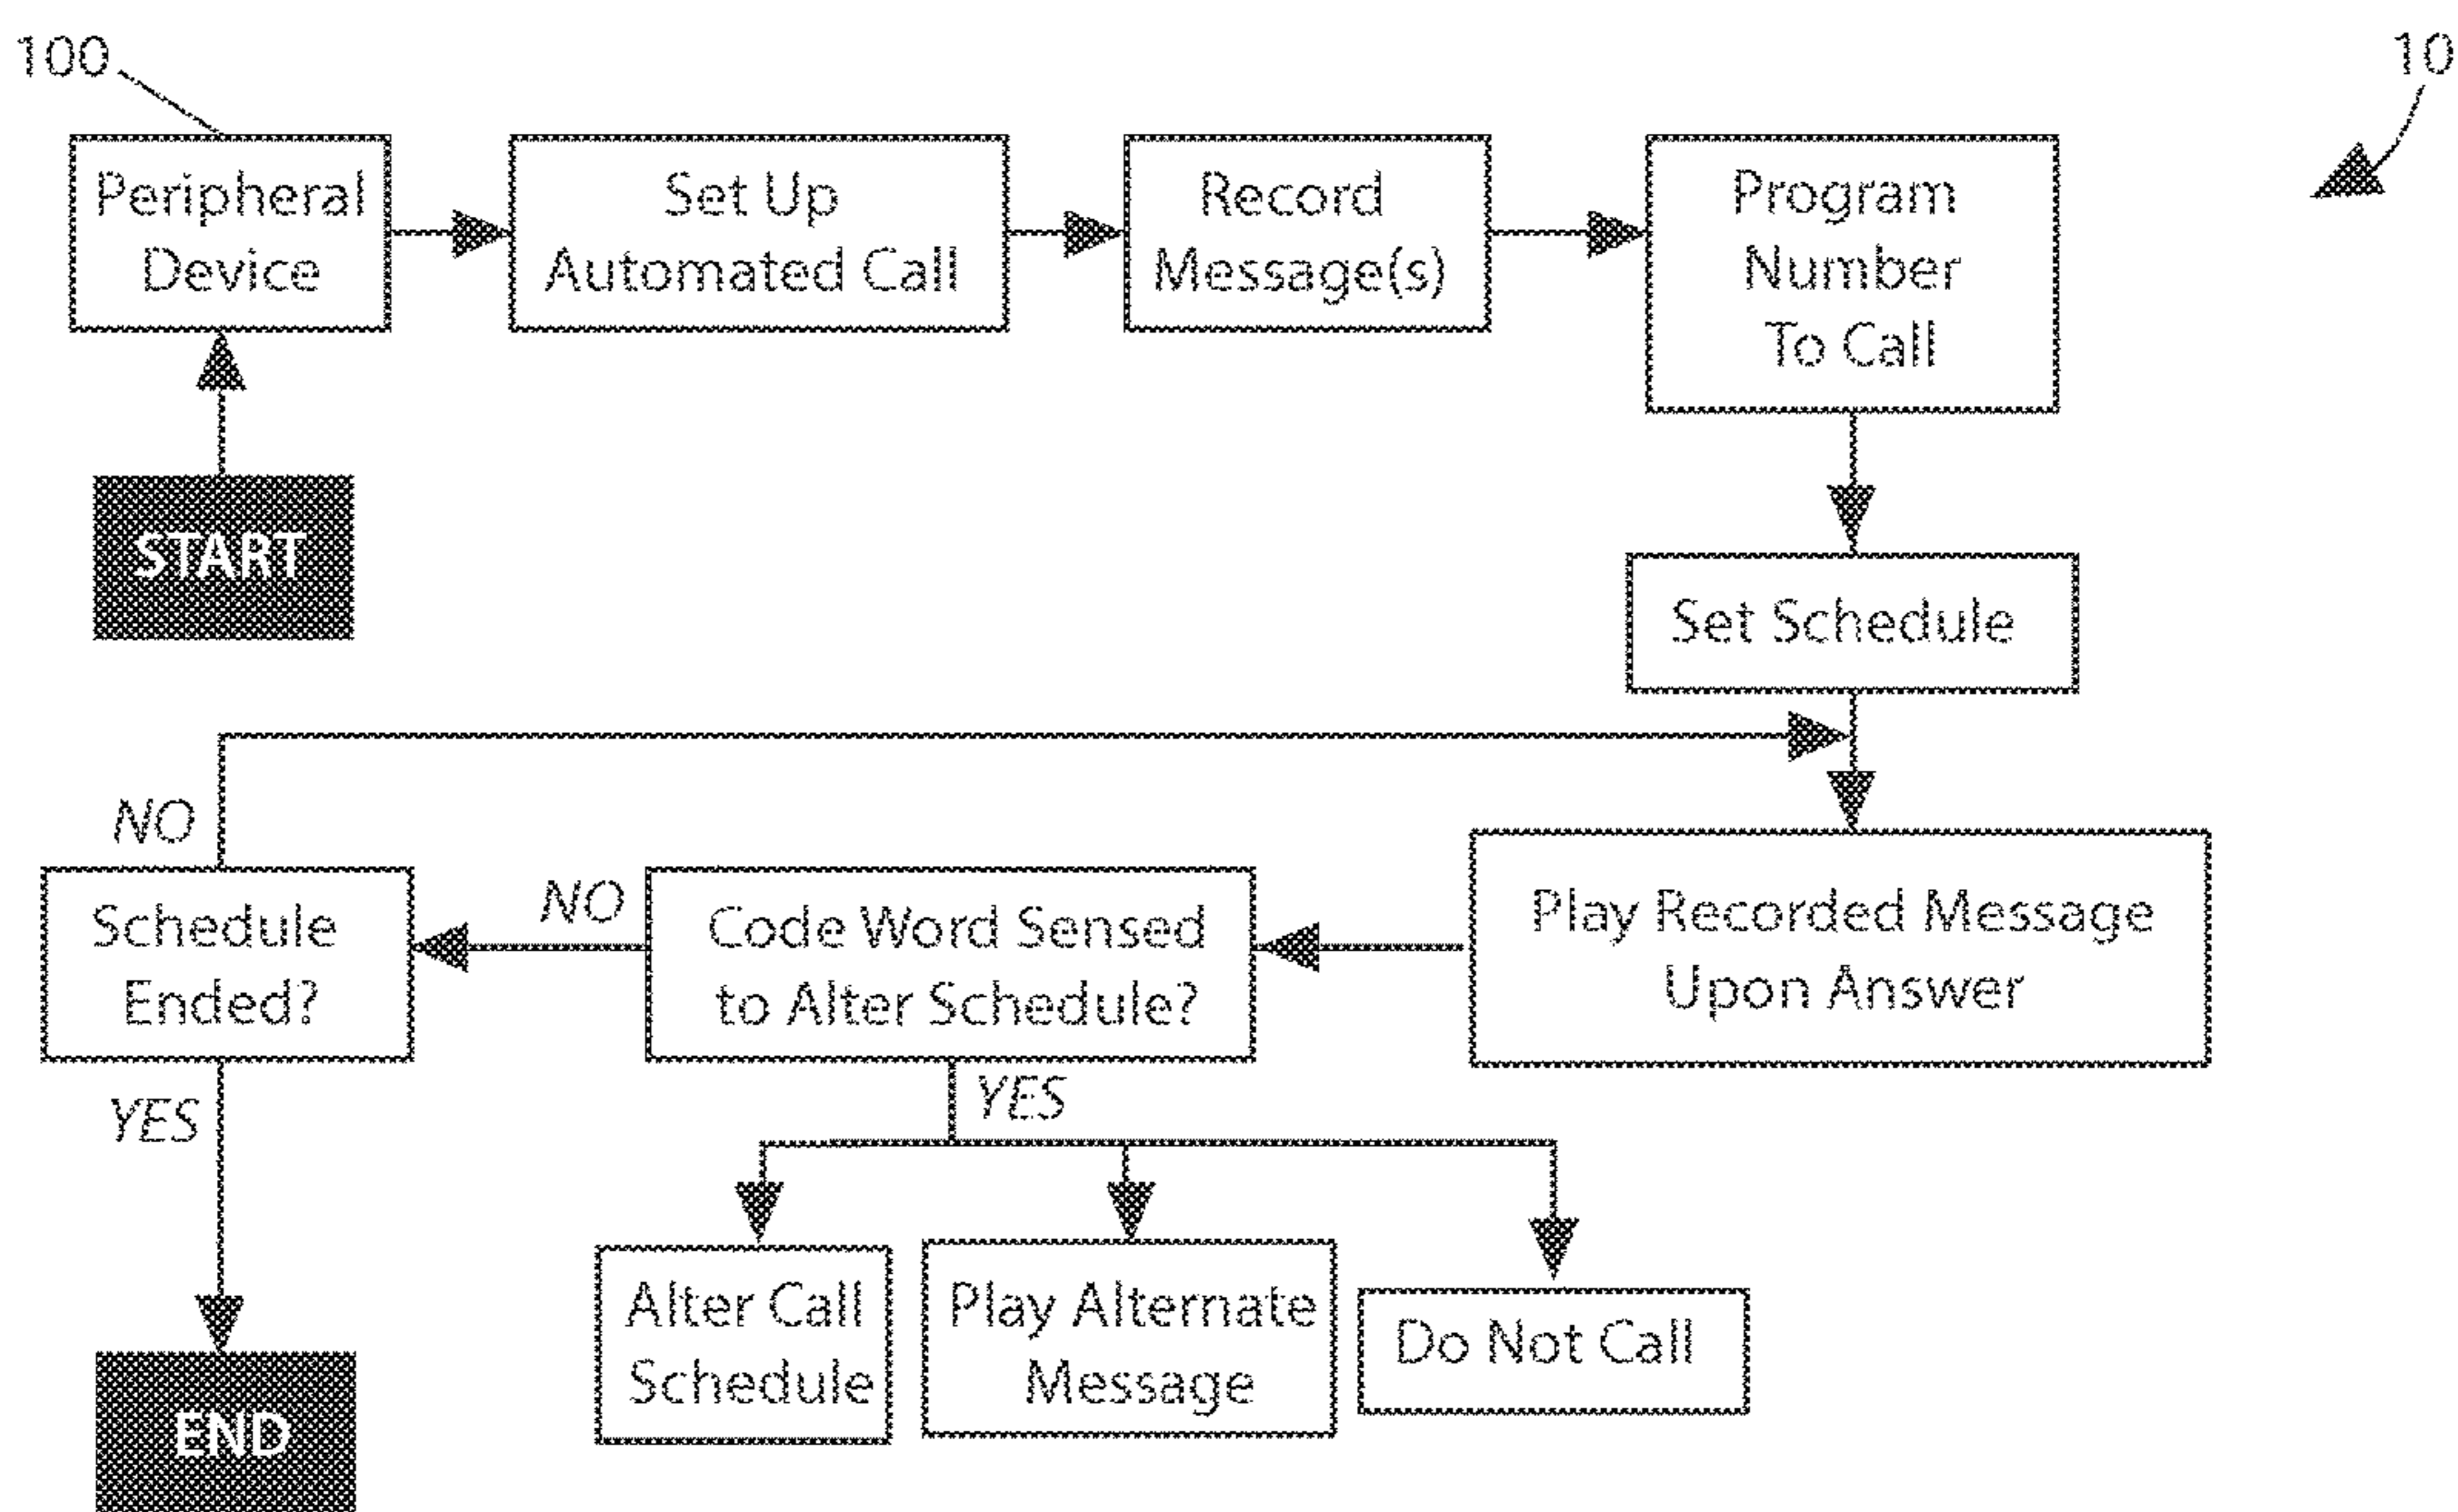 100
10
Peripheral
Device
Set Up
Automated Call
Record
Message(s)
Program
Number
To Call
START
Set Schedule
NO
Schedule
Ended?
NO
Code Word Sensed
to Alter Schedule?
Play Recorded Message
Upon Answer
YES
YES
Alter Call
Schedule
Play Alternate
Message
Do Not Call
END